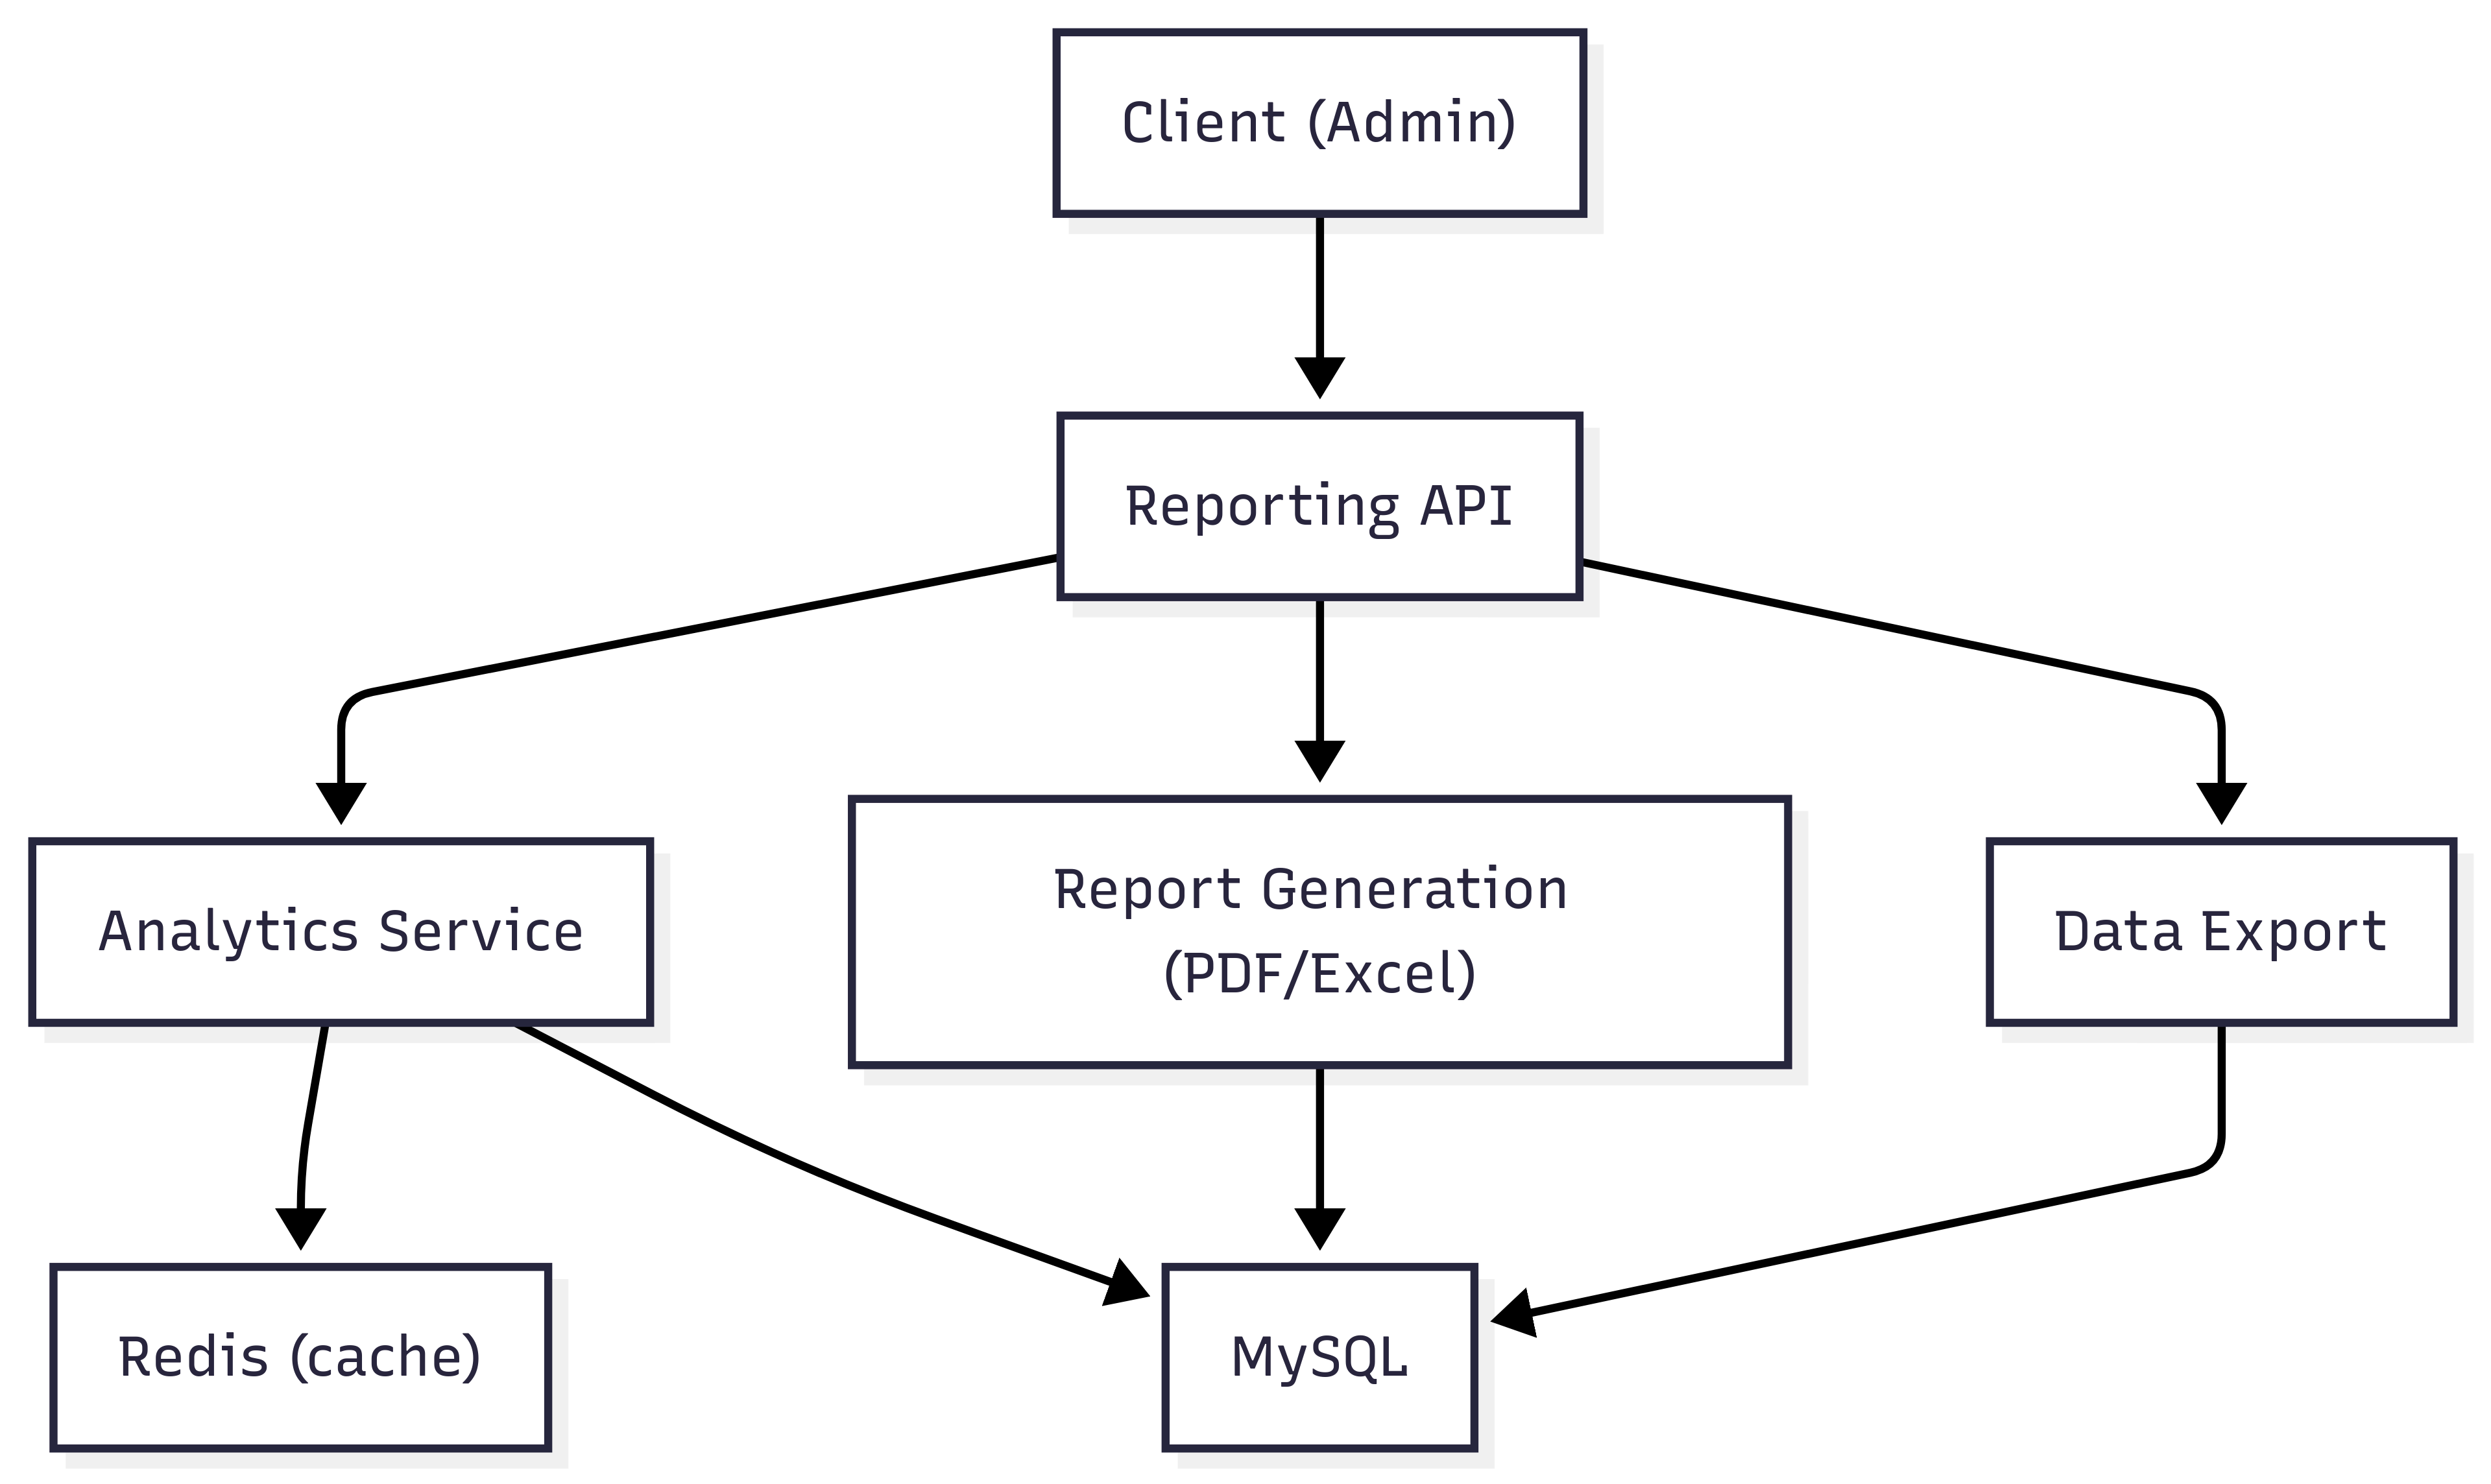 Client (Admin)
Reporting API
Analytics Service
Report Generation
(PDF/Excel)
Data Export
Redis (cache)
MySQL